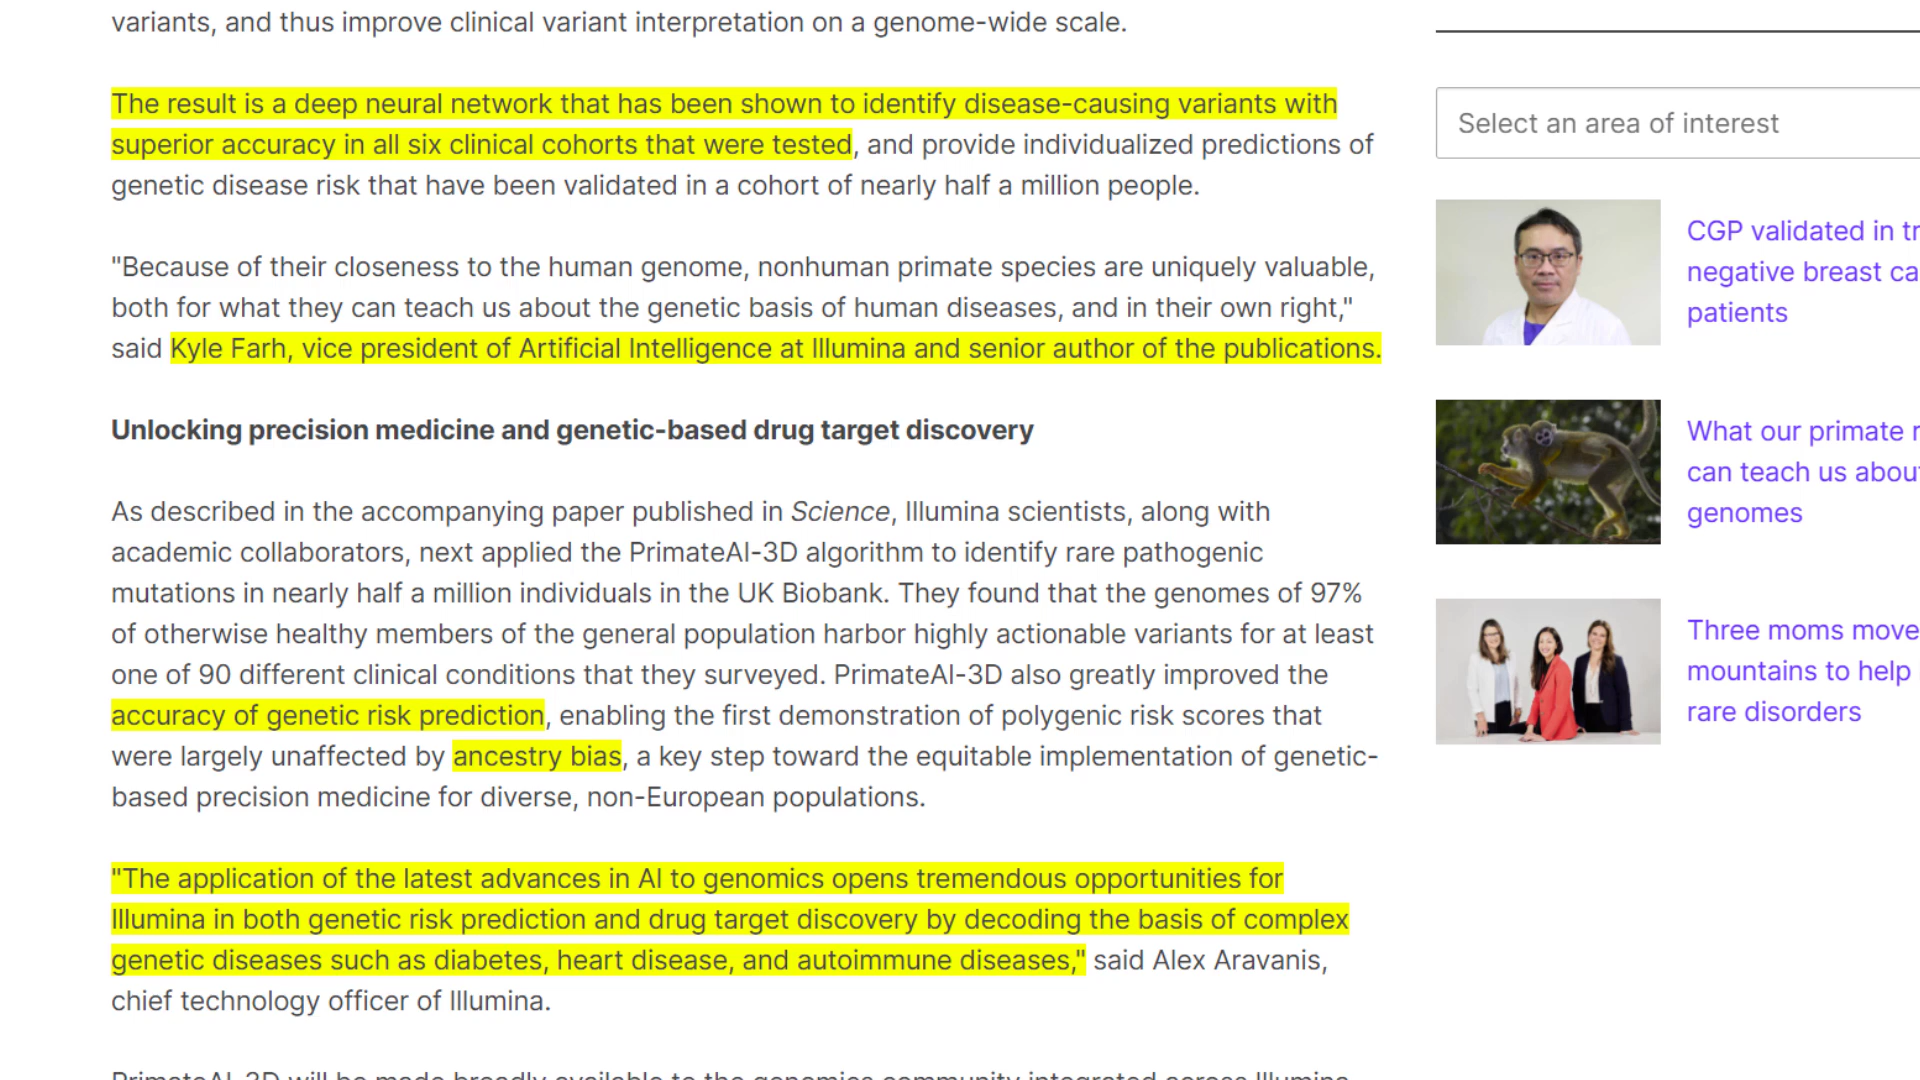 variants, and thus improve clinical variant interpretation on a genome-wide scale.
The result is a deep neural network that has been shown to identify disease-causing variants with
superior accuracy in all six clinical cohorts that were tested, and provide individualized predictions of
genetic disease risk that have been validated in a cohort of nearly half a million people.
"Because of their closeness to the human genome, nonhuman primate species are uniquely valuable,
both for what they can teach us about the genetic basis of human diseases, and in their own right,"
said Kyle Farh, vice president of Artificial Intelligence at Illumina and senior author of the publications.
Unlocking precision medicine and genetic-based drug target discovery
As described in the accompanying paper published in Science, Illumina scientists, along with
academic collaborators, next applied the PrimateAI-3D algorithm to identify rare pathogenic
mutations in nearly half a million individuals in the UK Biobank. They found that the genomes of 97%
of otherwise healthy members of the general population harbor highly actionable variants for at least
one of 90 different clinical conditions that they surveyed. PrimateAI-3D also greatly improved the
accuracy of genetic risk prediction, enabling the first demonstration of polygenic risk scores that
were largely unaffected by ancestry bias, a key step toward the equitable implementation of genetic-
based precision medicine for diverse, non-European populations.
"The application of the latest advances in AI to genomics opens tremendous opportunities for
Illumina in both genetic risk prediction and drug target discovery by decoding the basis of complex
genetic diseases such as diabetes, heart disease, and autoimmune diseases," said Alex Aravanis,
chief technology officer of Illumina.
PrimateAI-3D will be made broadly available to the genomics community integrated across Illumina
Select an area of interest
CGP validated in
negative breast
patients
What our primate
can teach us
genomes
Three moms move
mountains to help
rare disorders